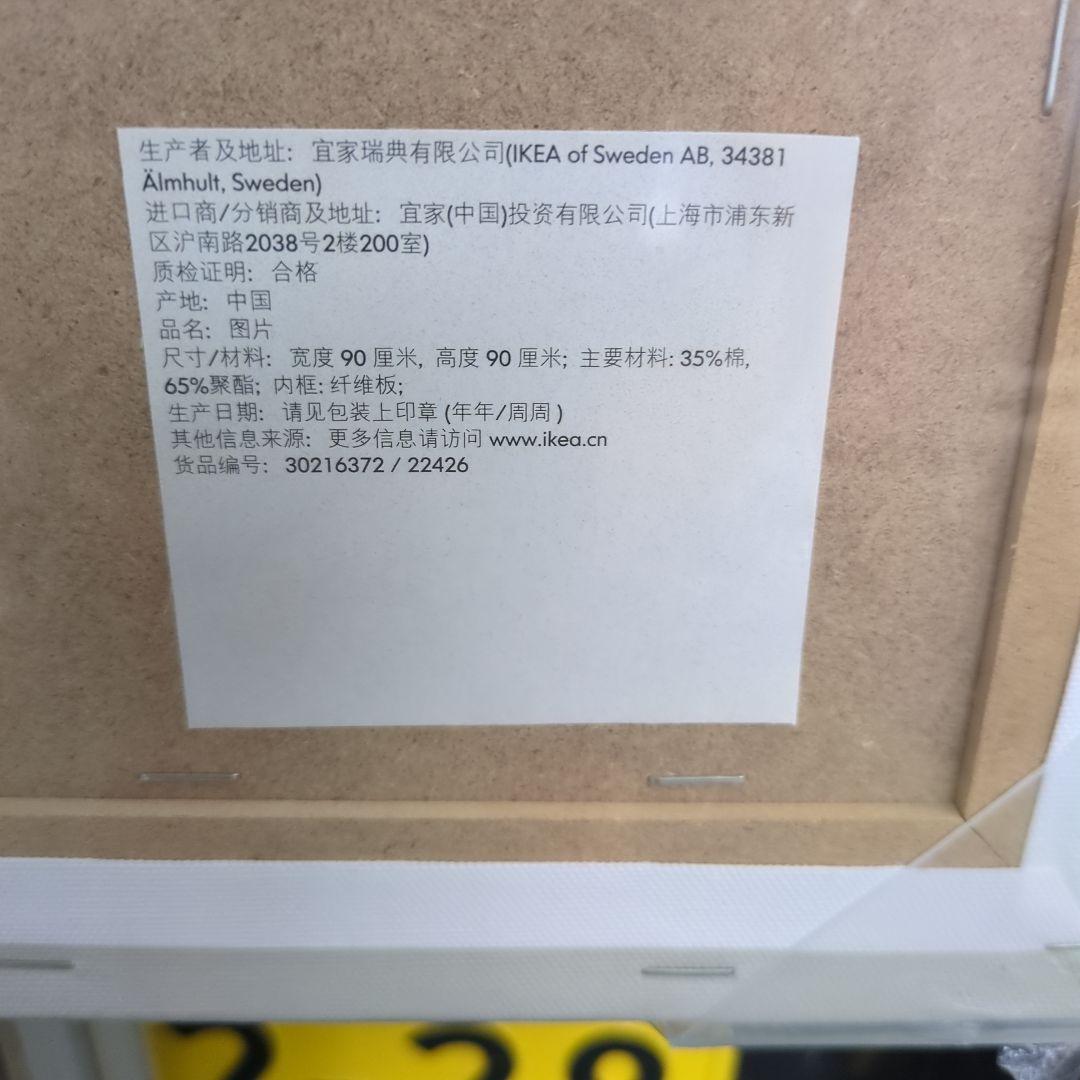 生产者及地址: 宜家瑞典有限公司(IKEA of Sweden AB, 34381
Älmhult, Sweden)
进口商/分销商及地址: 宜家(中国)投资有限公司(上海市浦东新
区沪南路2038号2楼200室)
质检证明: 合格
产地: 中国
品名: 图片
尺寸/材料: 宽度 90 厘米, 高度 90 厘米; 主要材料: 35%棉,
65%聚酯; 内框: 纤维板;
生产日期: 请见包装上印章 (年年/周周 )
其他信息来源: 更多信息请访问 www.ikea.cn
货品编号: 30216372 / 22426